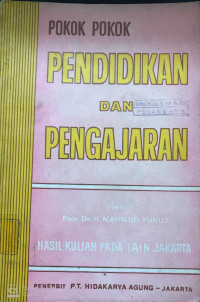 POKOK POKOK
PENDIDIKAN
DAN
PENGAJARAN
oleh:
Prof. Dr. H. MAHMUD YUNUS
HASIL KULIAH PADA IAIN JAKARTA
PENERBIT P.T. HIDAKARYA AGUNG – JAKARTA